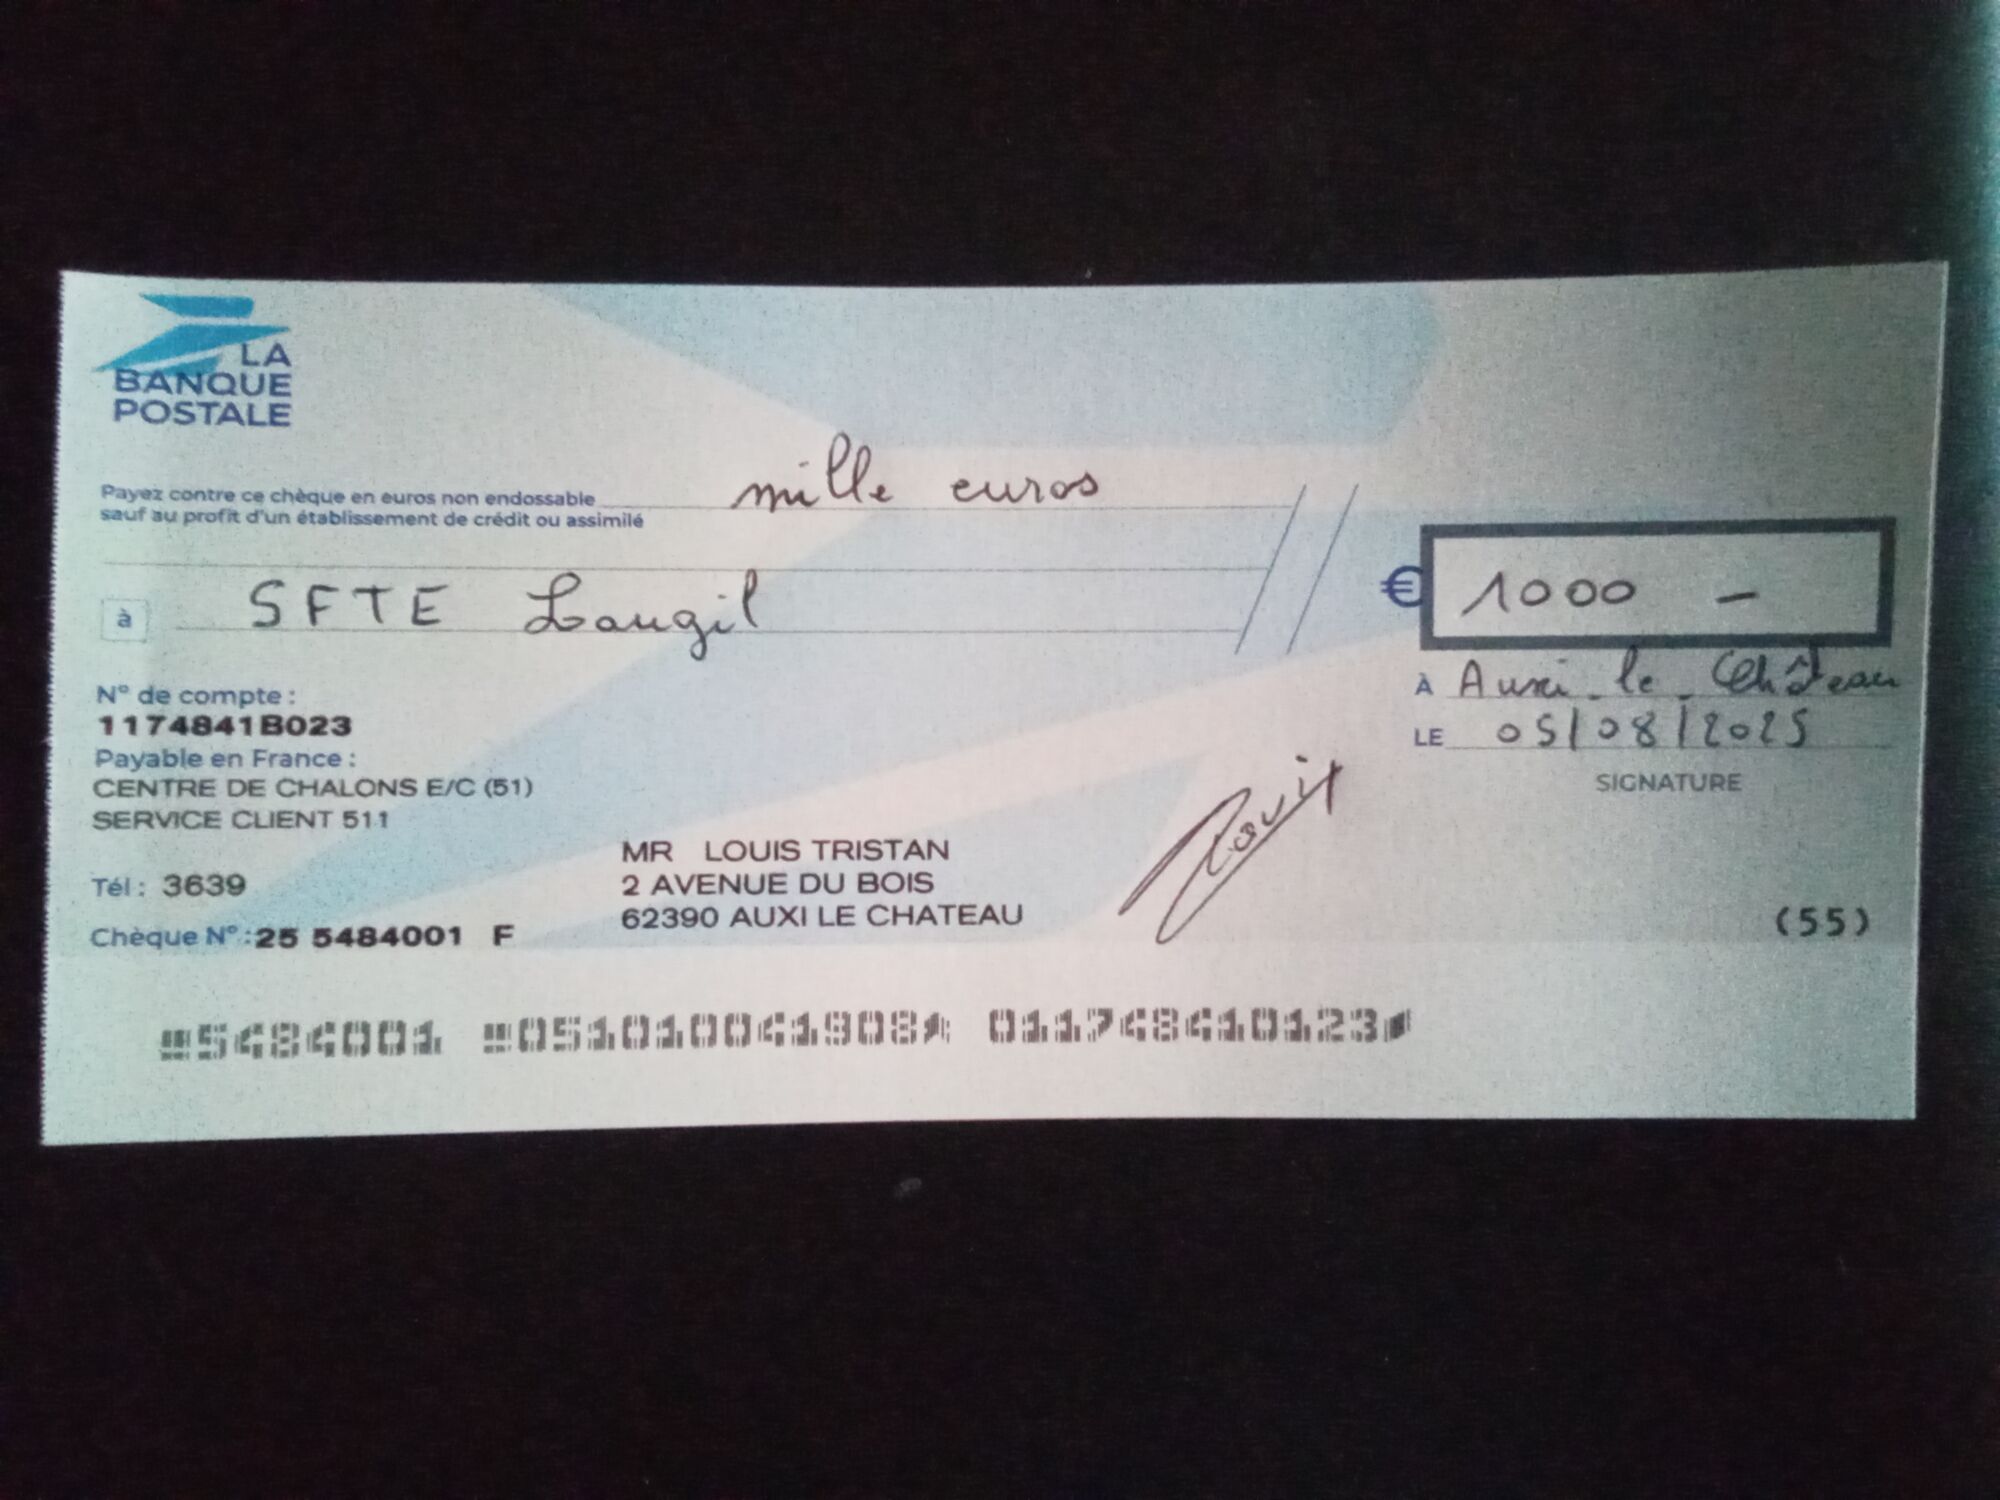 LA
BANQUE
POSTALE
Payez contre ce chèque en euros non endossable mille euros
sauf au profit d'un établissement de crédit ou assimilé
à SFTE Laugil
€ 1000 -
À Auxi-le-Château
LE 05/08/2025
SIGNATURE
N° de compte :
1174841B023
Payable en France :
CENTRE DE CHALONS E/C (51)
SERVICE CLIENT 511
Tél : 3639
Chèque N° : 25 5484001 F
MR LOUIS TRISTAN
2 AVENUE DU BOIS
62390 AUXI LE CHATEAU
Louis
(55)
5484001 051010041908 011748410123